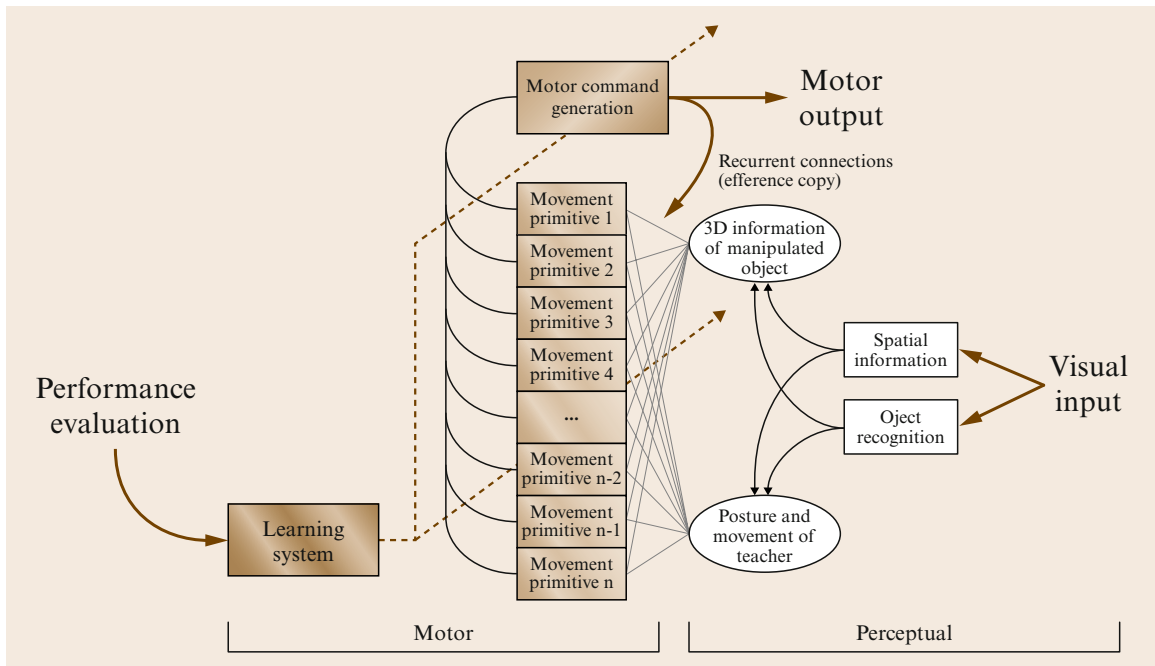 Motor command
generation
Motor
output
Recurrent connections
(efference copy)
Movement
primitive 1
Movement
primitive 2
Movement
primitive 3
Movement
primitive 4
...
Movement
primitive n-2
Movement
primitive n-1
Movement
primitive n
3D information
of manipulated
object
Spatial
information
Oject
recognition
Visual
input
Posture and
movement of
teacher
Performance
evaluation
Learning
system
Motor
Perceptual